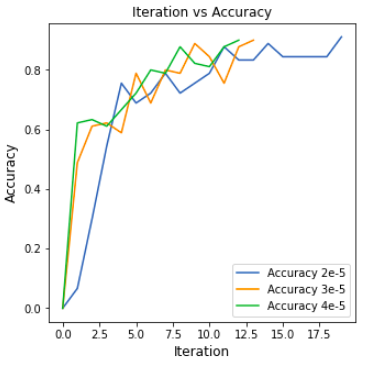 Iteration vs Accuracy
Accuracy
0.8
0.6
0.4
0.2
0.0
Accuracy 2e-5
Accuracy 3e-5
Accuracy 4e-5
0.0 2.5 5.0 7.5 10.0 12.5 15.0 17.5
Iteration